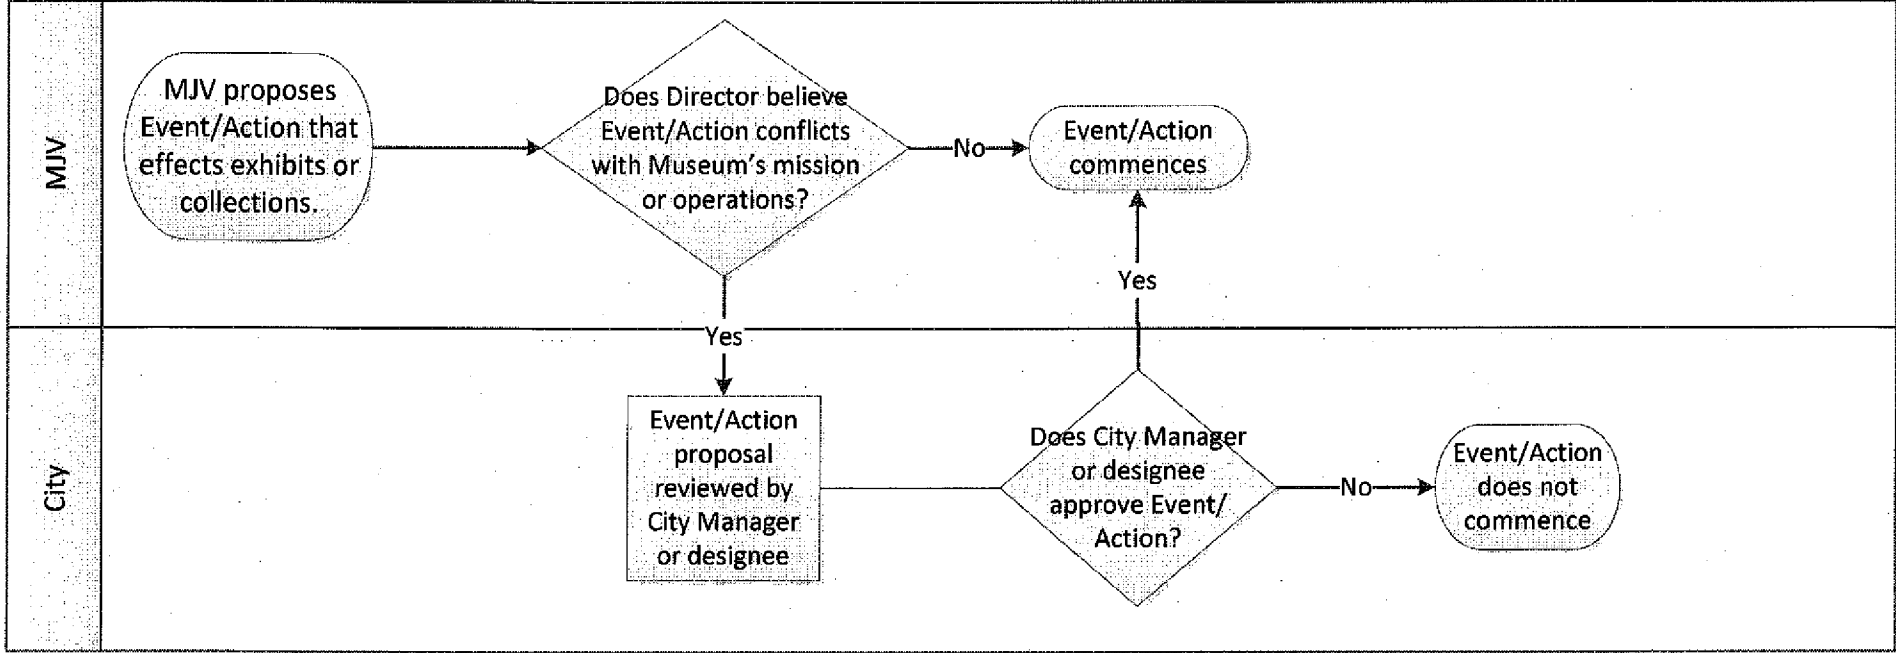 MJV
MJV proposes
Event/Action that
effects exhibits or
collections.
Does Director believe
Event/Action conflicts
with Museum's mission
or operations?
No
Event/Action
commences
Yes
Yes
City
Event/Action
proposal
reviewed by
City Manager
or designee
Does City Manager
or designee
approve Event/
Action?
No
Event/Action
does not
commence